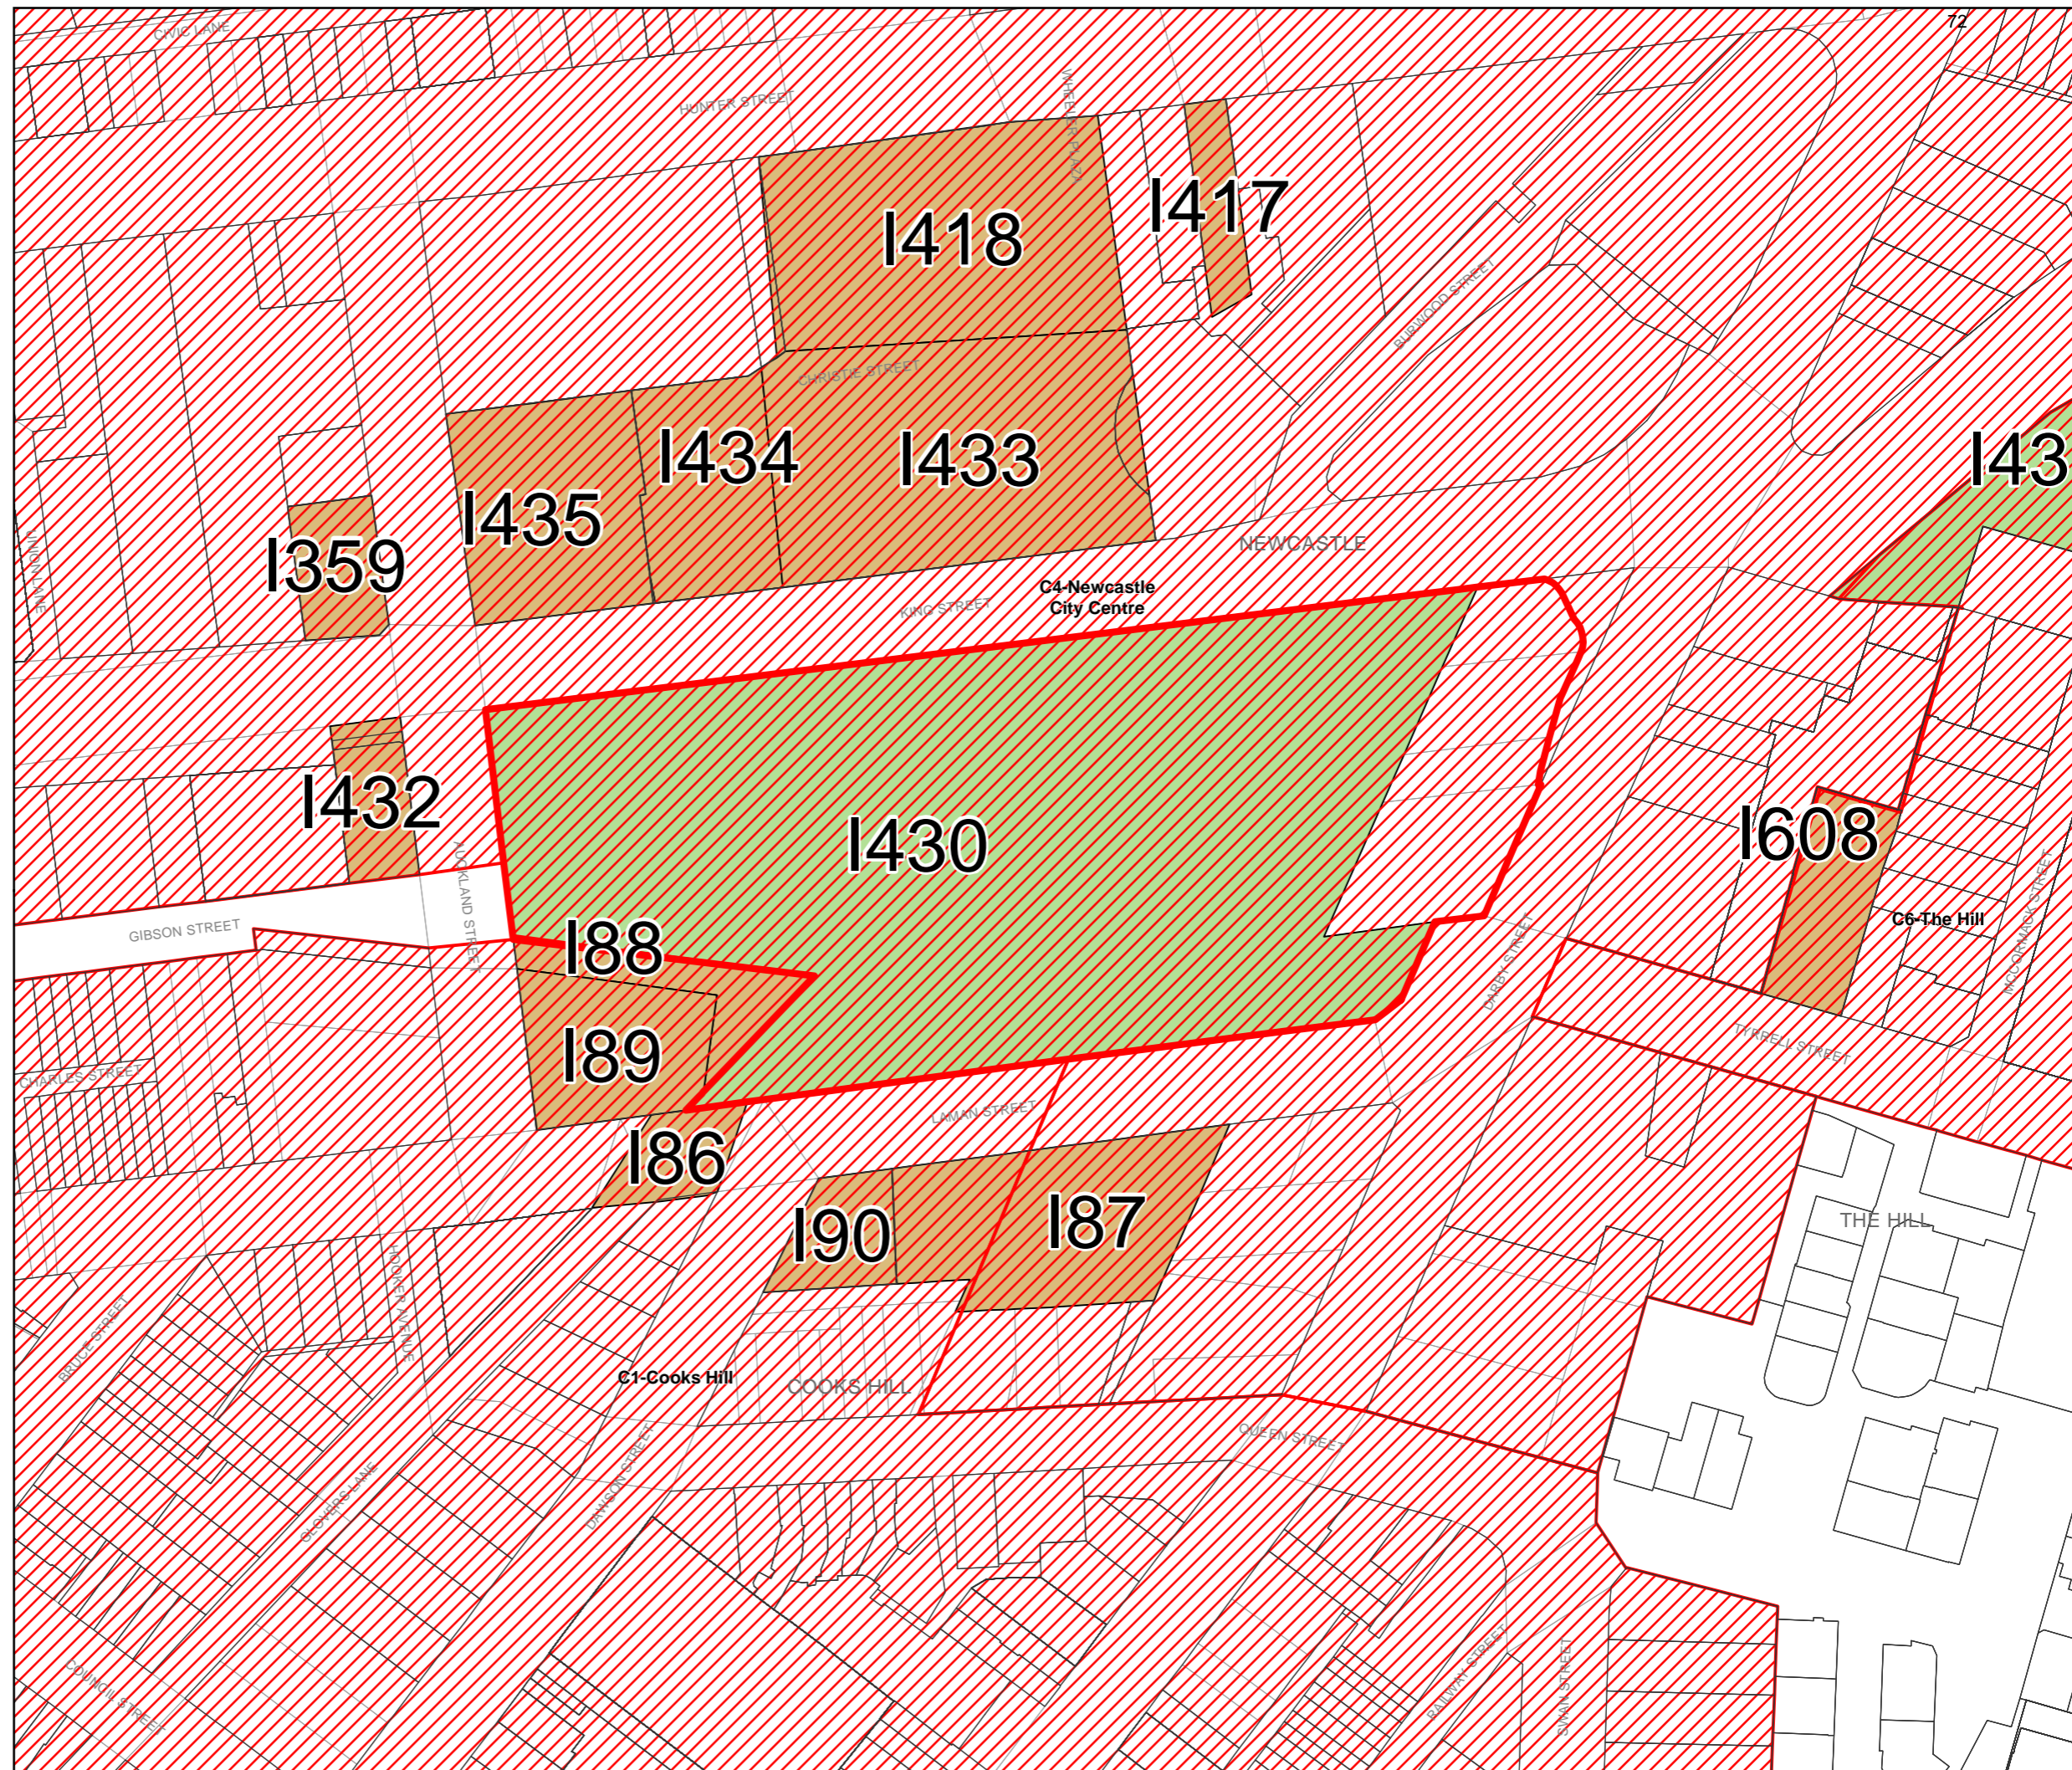 72
CIVIC LANE
HUNTER STREET
WHEELER PLAZA
I417
I418
BURWOOD STREET
CHRISTIE STREET
I434
I433
I43
I435
UNION LANE
I359
NEWCASTLE
C4-Newcastle
City Centre
KING STREET
I432
I430
I608
AUCKLAND STREET
GIBSON STREET
I88
DARBY STREET
C6-The Hill
MCCORMACK STREET
I89
TYRRELL STREET
CHARLES STREET
LAMAN STREET
I86
I90
I87
THE HILL
HOOKER AVENUE
BRUCE STREET
C1-Cooks Hill
COOKS HILL
QUEEN STREET
GLOVERS LANE
DAWSON STREET
COUNCIL STREET
RAILWAY STREET
SWAN STREET